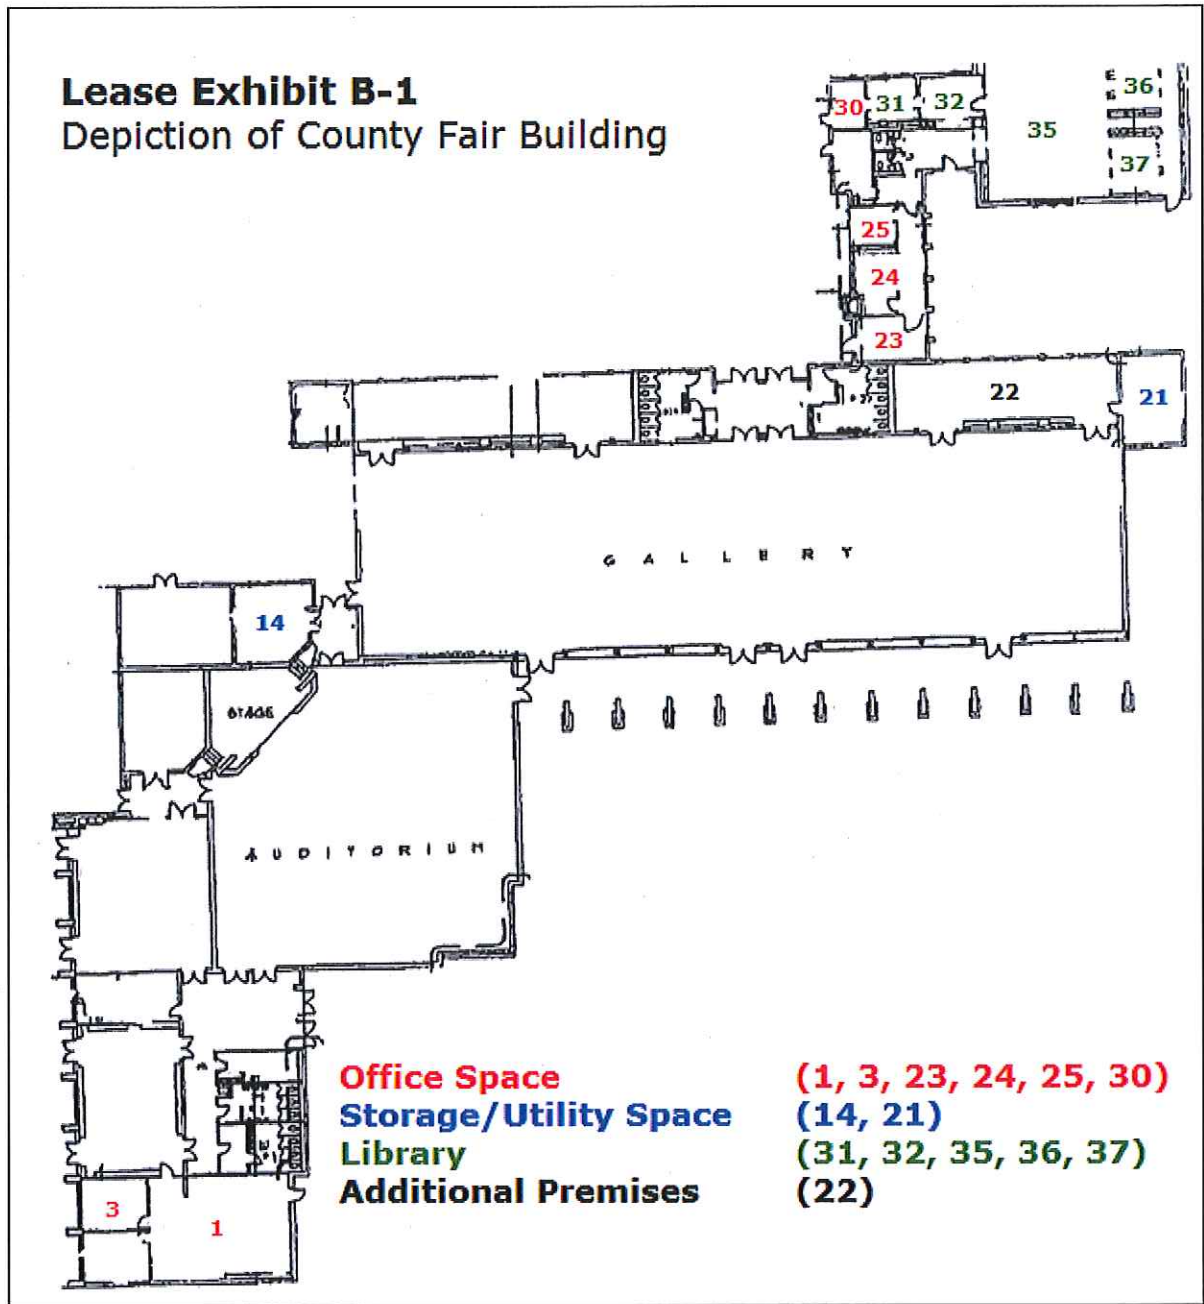 Lease Exhibit B-1
Depiction of County Fair Building
30 31 32
35
36
37
25
24
23
22
21
GALLERY
14
STAGE
AUDITORIUM
Office Space (1, 3, 23, 24, 25, 30)
Storage/Utility Space (14, 21)
Library (31, 32, 35, 36, 37)
Additional Premises (22)
3
1